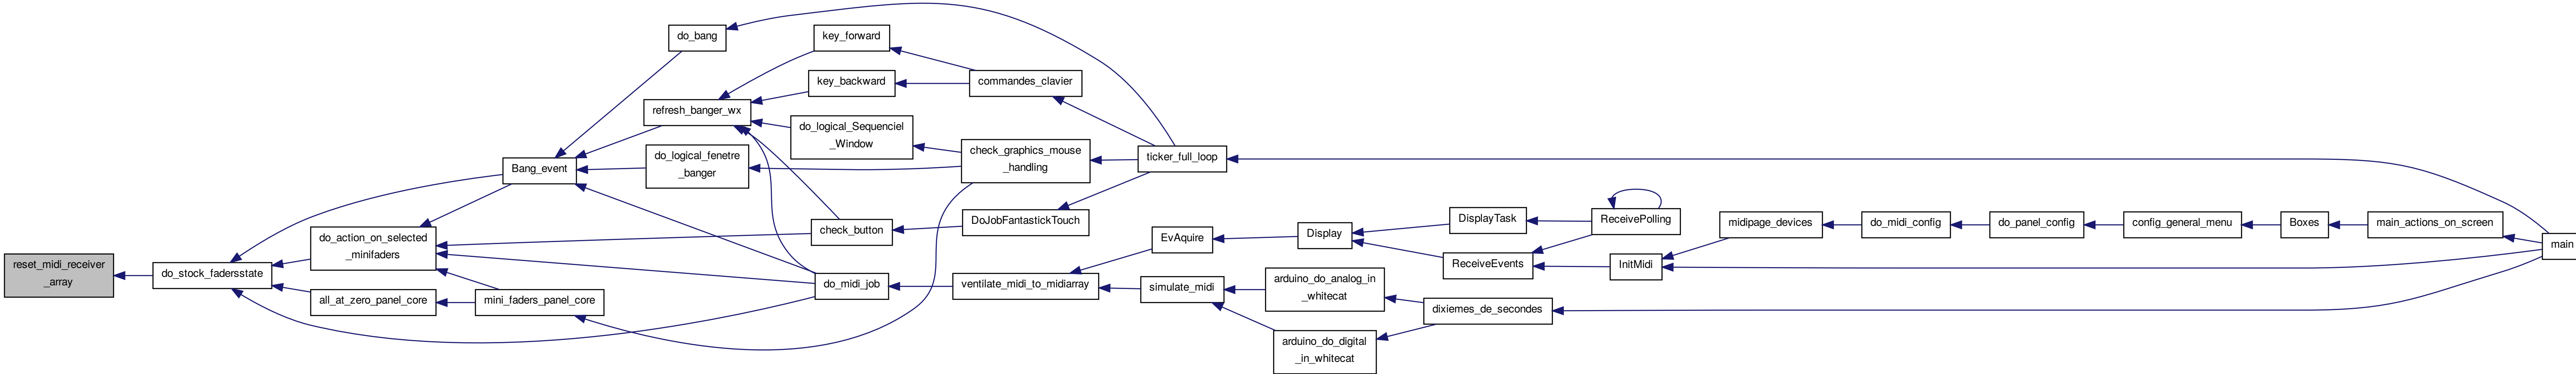 reset_midi_receiver
_array
do_stock_fadersstate
do_action_on_selected
_minifaders
all_at_zero_panel_core
Bang_event
mini_faders_panel_core
do_bang
refresh_banger_wx
do_logical_fenetre
_banger
key_forward
key_backward
do_logical_Sequenciel
_Window
check_button
do_midi_job
commandes_clavier
check_graphics_mouse
_handling
DoJobFantastickTouch
ventilate_midi_to_midiarray
ticker_full_loop
EvAquire
simulate_midi
Display
arduino_do_analog_in
_whitecat
arduino_do_digital
_in_whitecat
DisplayTask
ReceiveEvents
dixiemes_de_secondes
ReceivePolling
InitMidi
midipage_devices
do_midi_config
do_panel_config
config_general_menu
Boxes
main_actions_on_screen
main